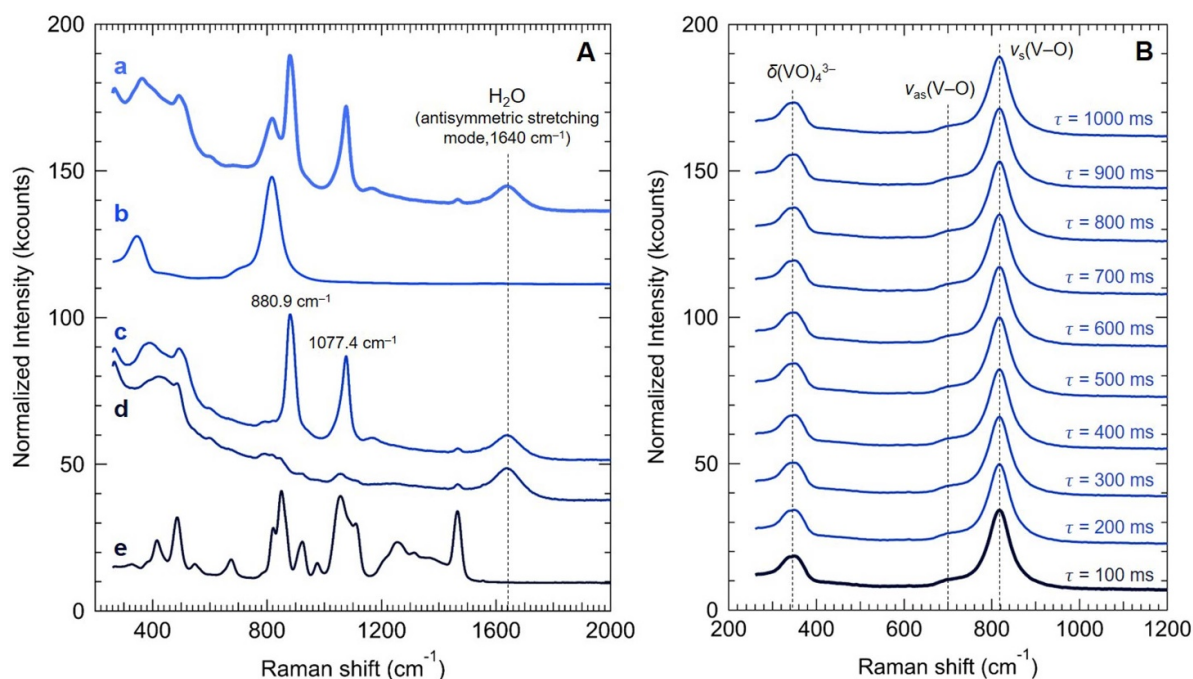 A
200
150
100
50
0
Normalized Intensity (kcounts)
a
b
c
d
e
H₂O
(antisymmetric stretching
mode,1640 cm⁻¹)
880.9 cm⁻¹
1077.4 cm⁻¹
400
800
1200
1600
2000
Raman shift (cm⁻¹)
B
200
150
100
50
0
Normalized Intensity (kcounts)
δ(VO)₄³⁻
νas(V–O)
νs(V–O)
τ = 1000 ms
τ = 900 ms
τ = 800 ms
τ = 700 ms
τ = 600 ms
τ = 500 ms
τ = 400 ms
τ = 300 ms
τ = 200 ms
τ = 100 ms
200
400
600
800
1000
1200
Raman shift (cm⁻¹)